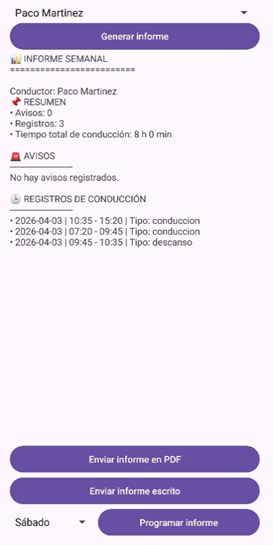 Paco Martinez
Generar informe
📊 INFORME SEMANAL
=========================
Conductor: Paco Martinez
📌 RESUMEN
• Avisos: 0
• Registros: 3
• Tiempo total de conducción: 8 h 0 min
🚨 AVISOS
-------------------------
No hay avisos registrados.
🕒 REGISTROS DE CONDUCCIÓN
-------------------------
• 2026-04-03 | 10:35 - 15:20 | Tipo: conduccion
• 2026-04-03 | 07:20 - 09:45 | Tipo: conduccion
• 2026-04-03 | 09:45 - 10:35 | Tipo: descanso
Enviar informe en PDF
Enviar informe escrito
Sábado
Programar informe